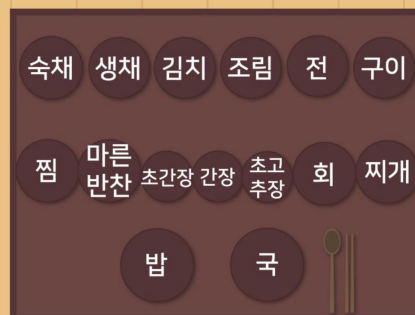 숙채 생채 김치 조림 전 구이
찜 마른 반찬 초간장 간장 초고 추장 회 찌개
밥 국